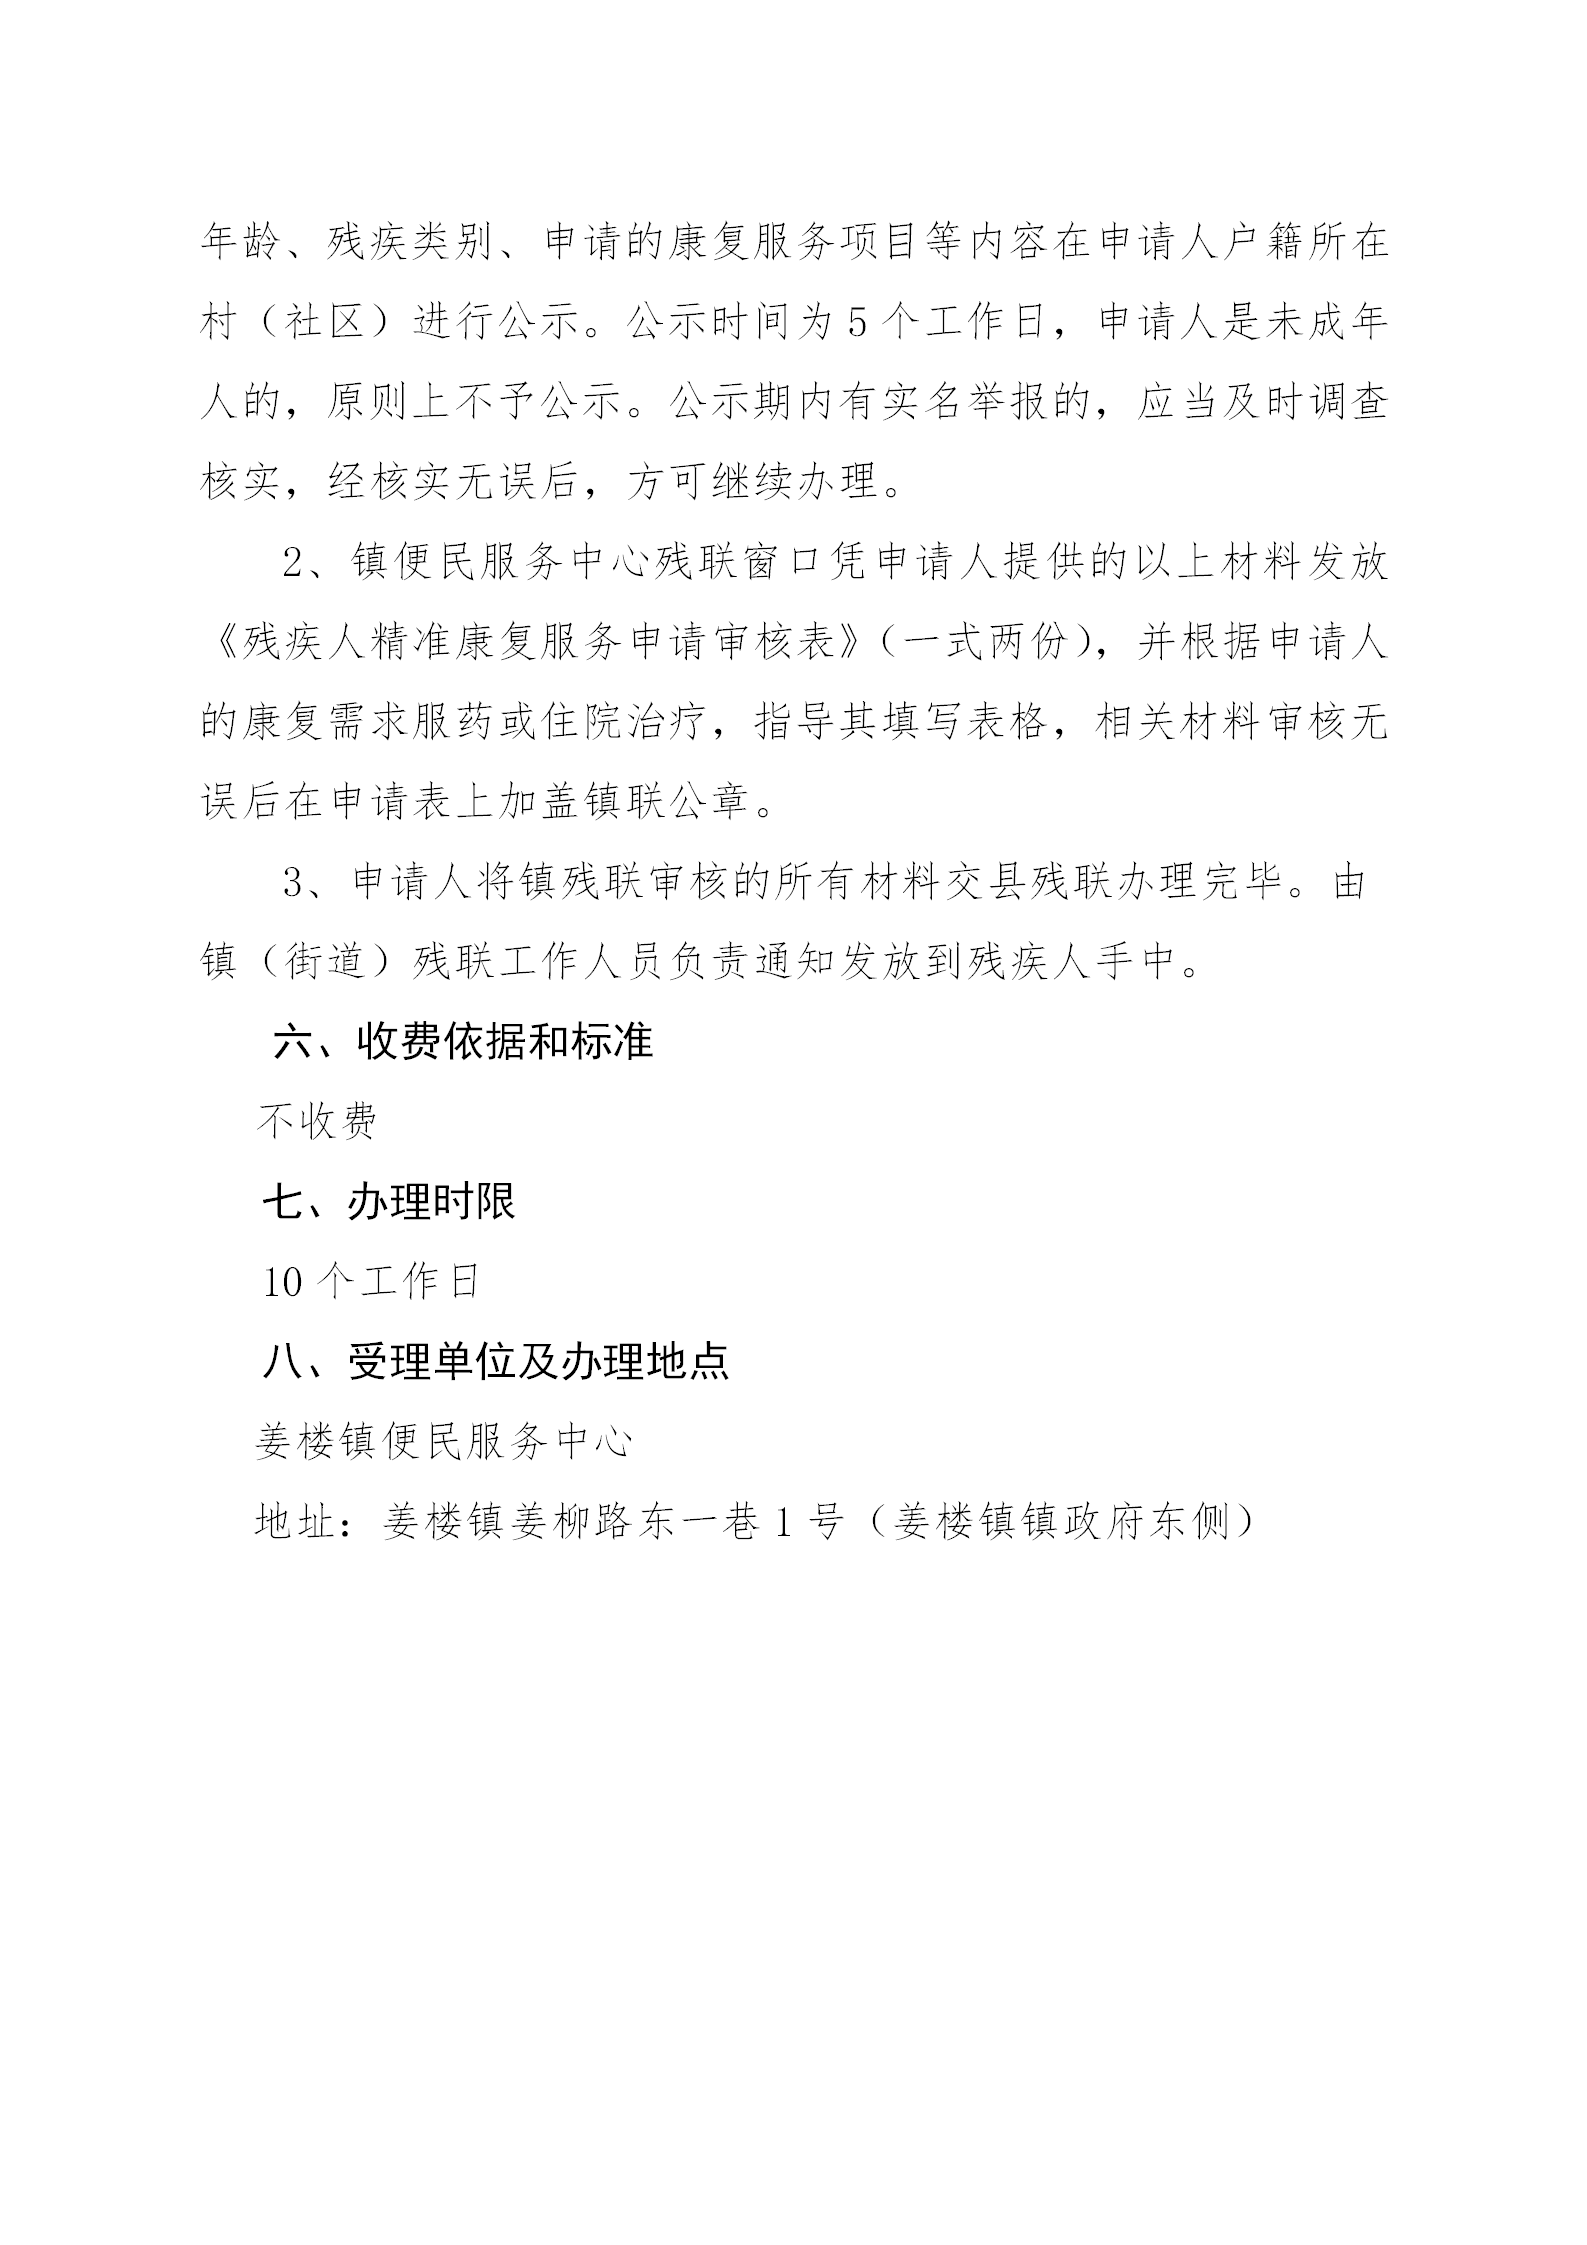 年龄、残疾类别、申请的康复服务项目等内容在申请人户籍所在
村（社区）进行公示。公示时间为 5 个工作日，申请人是未成年
人的，原则上不予公示。公示期内有实名举报的，应当及时调查
核实，经核实无误后，方可继续办理。
2、镇便民服务中心残联窗口凭申请人提供的以上材料发放
《残疾人精准康复服务申请审核表》（一式两份），并根据申请人
的康复需求服药或住院治疗，指导其填写表格，相关材料审核无
误后在申请表上加盖镇联公章。
3、申请人将镇残联审核的所有材料交县残联办理完毕。由
镇（街道）残联工作人员负责通知发放到残疾人手中。
六、收费依据和标准
不收费
七、办理时限
10 个工作日
八、受理单位及办理地点
姜楼镇便民服务中心
地址：姜楼镇姜柳路东一巷 1 号（姜楼镇镇政府东侧）